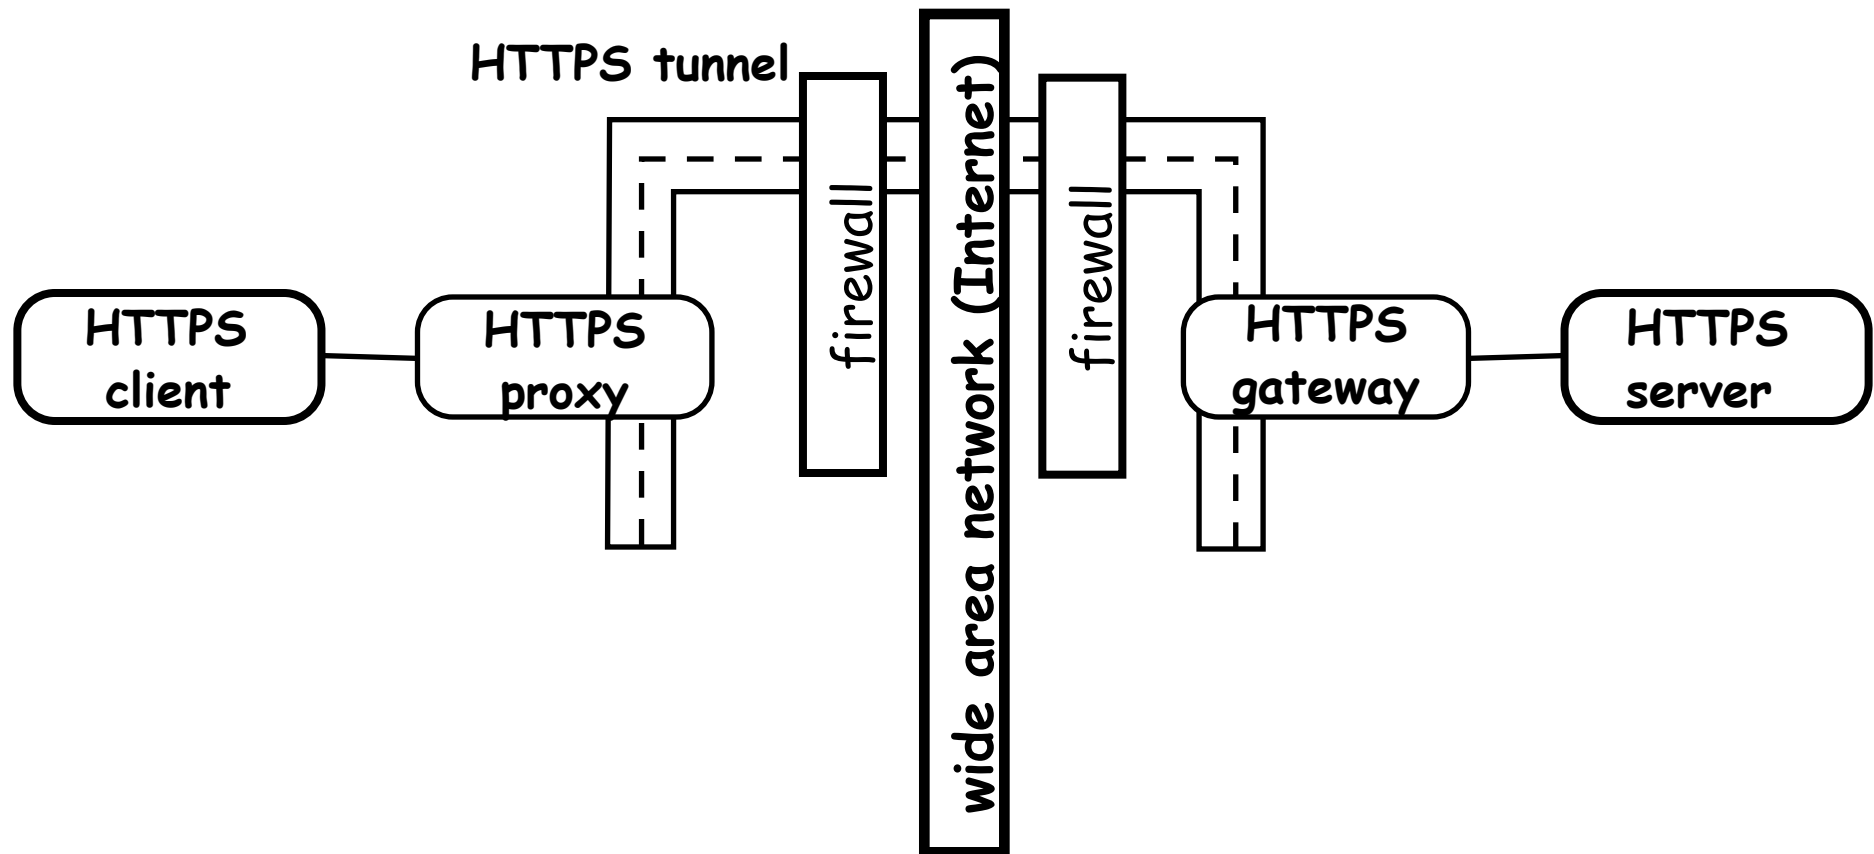 HTTPS tunnel
HTTPS
client
HTTPS
proxy
firewall
wide area network (Internet)
firewall
HTTPS
gateway
HTTPS
server